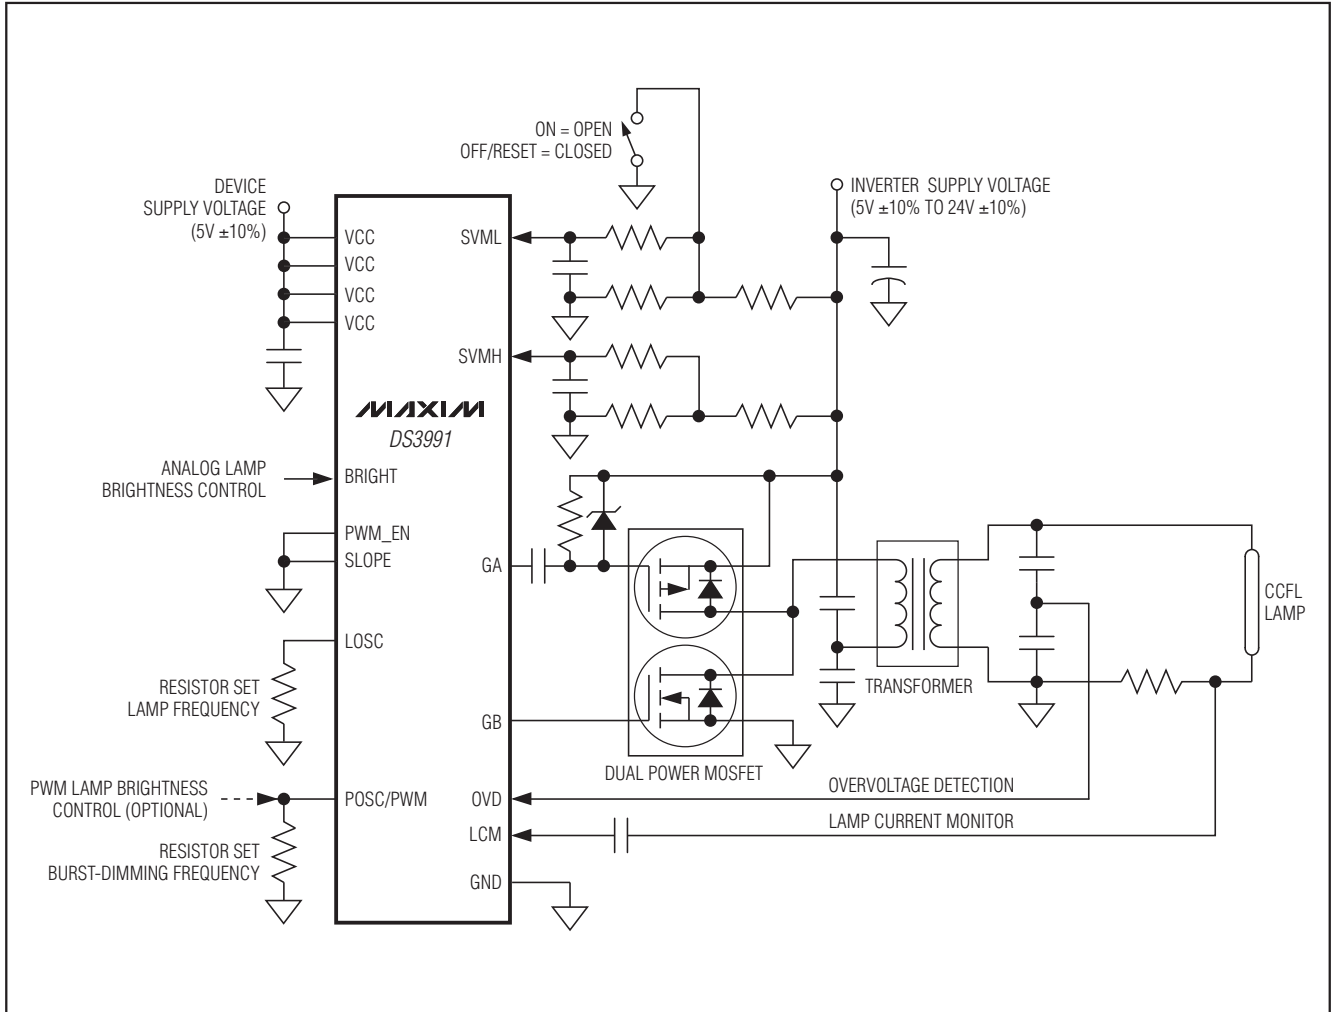 ON = OPEN
OFF/RESET = CLOSED
DEVICE
SUPPLY VOLTAGE
(5V ±10%)
INVERTER SUPPLY VOLTAGE
(5V ±10% TO 24V ±10%)
VCC
VCC
VCC
VCC
SVML
SVMH
MAXIM
DS3991
ANALOG LAMP
BRIGHTNESS CONTROL
BRIGHT
PWM_EN
SLOPE
GA
LOSC
RESISTOR SET
LAMP FREQUENCY
GB
CCFL
LAMP
TRANSFORMER
DUAL POWER MOSFET
PWM LAMP BRIGHTNESS
CONTROL (OPTIONAL)
POSC/PWM
OVD
OVERVOLTAGE DETECTION
LCM
LAMP CURRENT MONITOR
RESISTOR SET
BURST-DIMMING FREQUENCY
GND